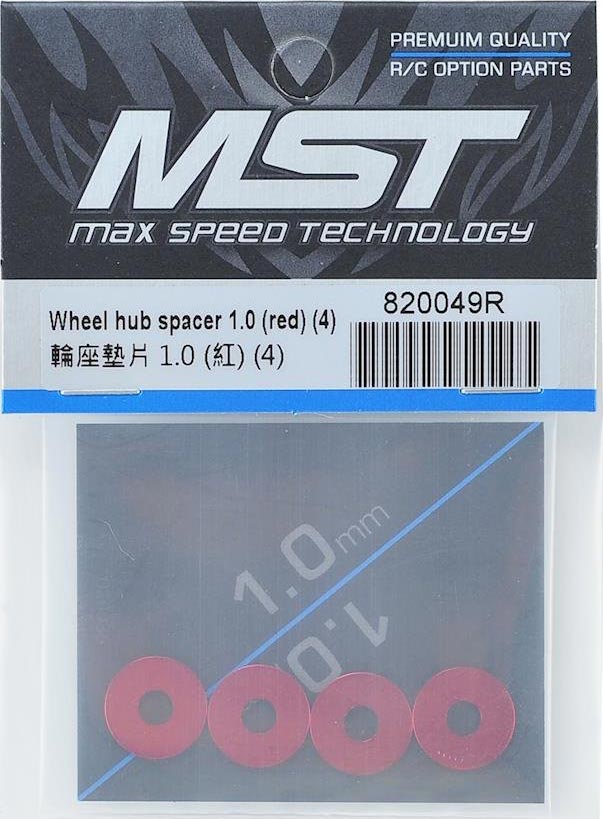 PREMUIM QUALITY
R/C OPTION PARTS
MST
MAX SPEED TECHNOLOGY
Wheel hub spacer 1.0 (red) (4)
820049R
輪座墊片 1.0 (紅) (4)
1.0mm
1.0